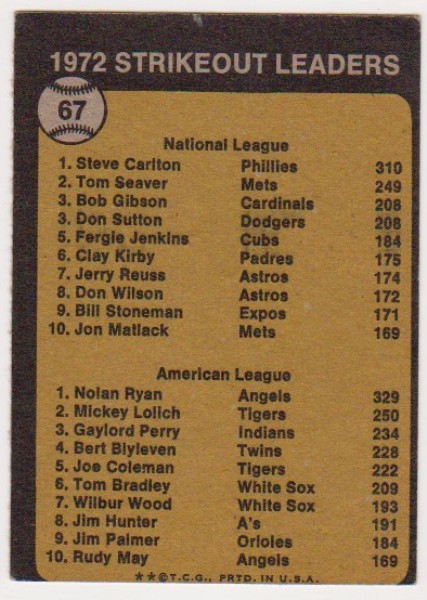 1972 STRIKEOUT LEADERS
67
National League
1. Steve Carlton Phillies 310
2. Tom Seaver Mets 249
3. Bob Gibson Cardinals 208
3. Don Sutton Dodgers 208
5. Fergie Jenkins Cubs 184
6. Clay Kirby Padres 175
7. Jerry Reuss Astros 174
8. Don Wilson Astros 172
9. Bill Stoneman Expos 171
10. Jon Matlack Mets 169
American League
1. Nolan Ryan Angels 329
2. Mickey Lolich Tigers 250
3. Gaylord Perry Indians 234
4. Bert Blyleven Twins 228
5. Joe Coleman Tigers 222
6. Tom Bradley White Sox 209
7. Wilbur Wood White Sox 193
8. Jim Hunter A's 191
9. Jim Palmer Orioles 184
10. Rudy May Angels 169
**©T.C.G., PRTD. IN U.S.A.